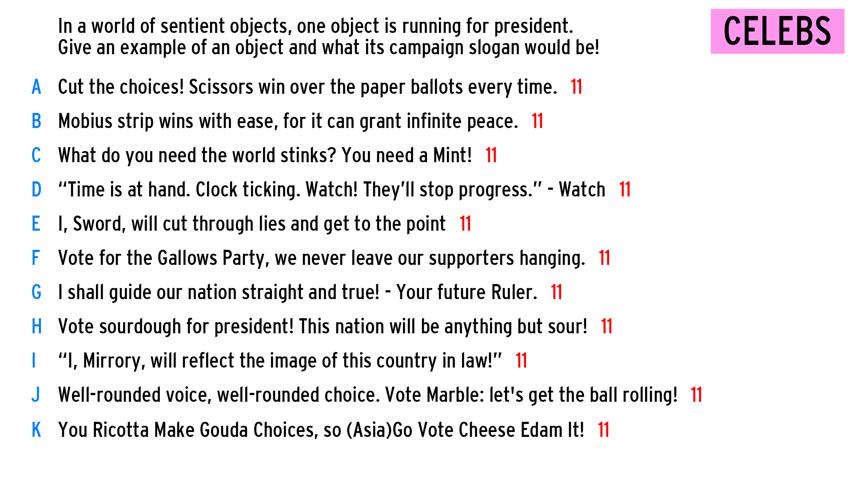 In a world of sentient objects, one object is running for president.
Give an example of an object and what its campaign slogan would be!
CELEBS
A Cut the choices! Scissors win over the paper ballots every time. 11
B Mobius strip wins with ease, for it can grant infinite peace. 11
C What do you need the world stinks? You need a Mint! 11
D “Time is at hand. Clock ticking. Watch! They’ll stop progress.” - Watch 11
E I, Sword, will cut through lies and get to the point 11
F Vote for the Gallows Party, we never leave our supporters hanging. 11
G I shall guide our nation straight and true! - Your future Ruler. 11
H Vote sourdough for president! This nation will be anything but sour! 11
I “I, Mirrory, will reflect the image of this country in law!” 11
J Well-rounded voice, well-rounded choice. Vote Marble: let's get the ball rolling! 11
K You Ricotta Make Gouda Choices, so (Asia)Go Vote Cheese Edam It! 11